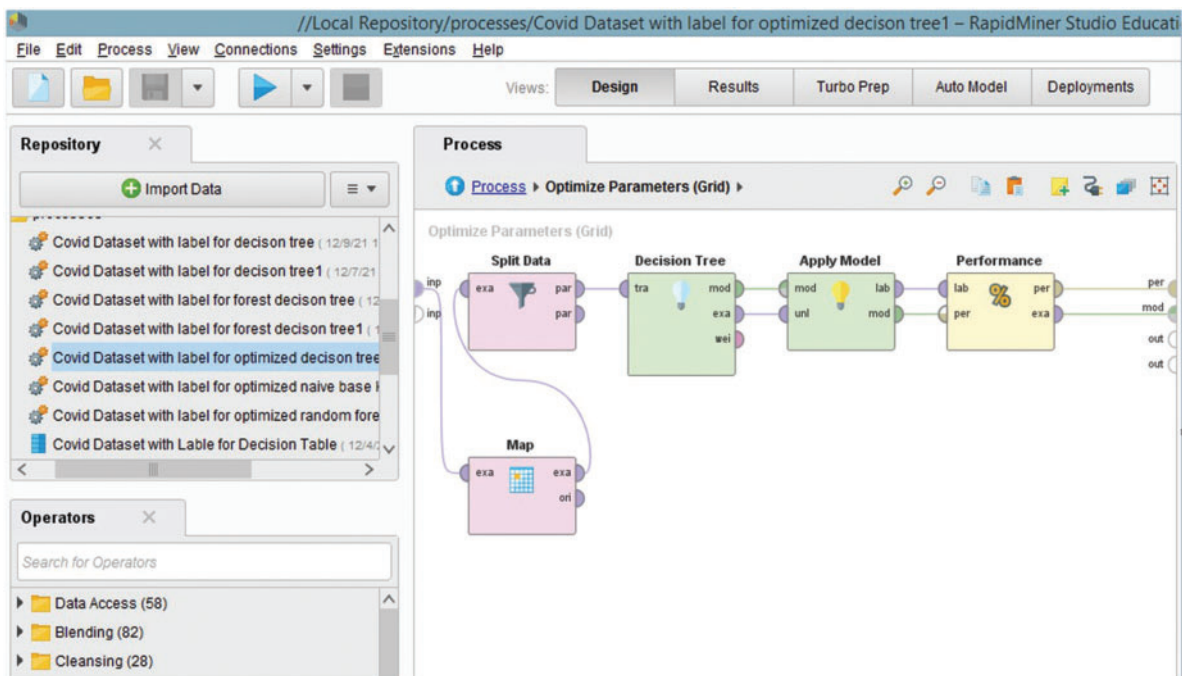 //Local Repository/processes/Covid Dataset with label for optimized decison tree1 – RapidMiner Studio Educati
File Edit Process View Connections Settings Extensions Help
Views: Design Results Turbo Prep Auto Model Deployments
Repository
Import Data
processes
Covid Dataset with label for decison tree ( 12/9/21 1
Covid Dataset with label for decison tree1 ( 12/7/21
Covid Dataset with label for forest decison tree ( 12
Covid Dataset with label for forest decison tree1 ( 1
Covid Dataset with label for optimized decison tree
Covid Dataset with label for optimized naive base
Covid Dataset with label for optimized random fore
Covid Dataset with Lable for Decision Table ( 12/4/2
Operators
Search for Operators
Data Access (58)
Blending (82)
Cleansing (28)
Process
Process Optimize Parameters (Grid)
Optimize Parameters (Grid)
inp
inp
Split Data
exa par
par
Decision Tree
tra mod
exa
wei
Apply Model
mod lab
unl mod
Performance
lab per
per exa
per
mod
out
out
Map
exa exa
ori